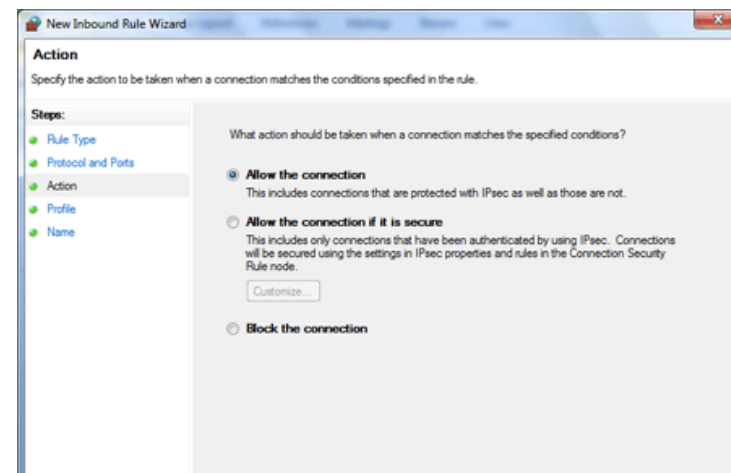 New Inbound Rule Wizard
Action
Specify the action to be taken when a connection matches the conditions specified in the rule.
Steps:
Rule Type
Protocol and Ports
Action
Profile
Name
What action should be taken when a connection matches the specified conditions?
Allow the connection
This includes connections that are protected with IPsec as well as those are not.
Allow the connection if it is secure
This includes only connections that have been authenticated by using IPsec. Connections
will be secured using the settings in IPsec properties and rules in the Connection Security
Rule node.
Customize...
Block the connection